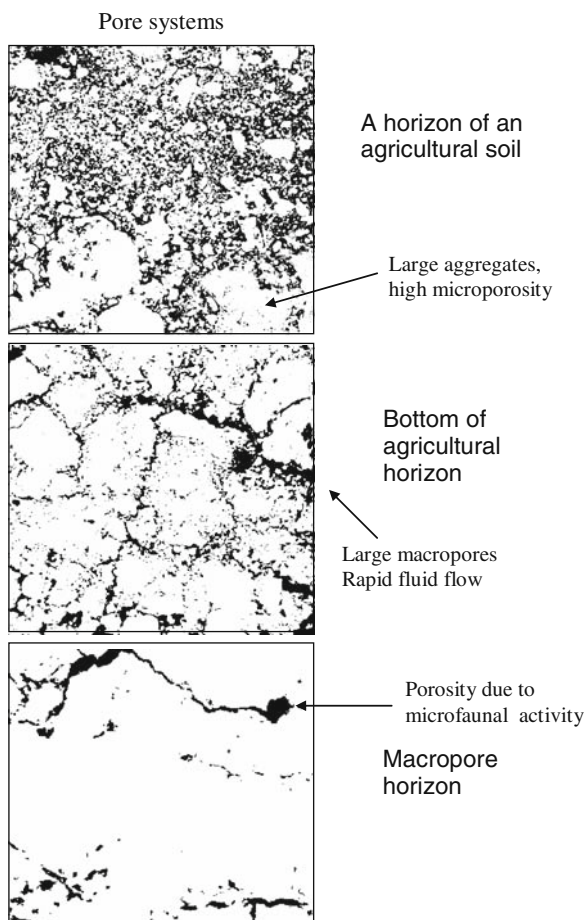 Pore systems
A horizon of an
agricultural soil
Large aggregates,
high microporosity
Bottom of
agricultural
horizon
Large macropores
Rapid fluid flow
Porosity due to
microfaunal activity
Macropore
horizon